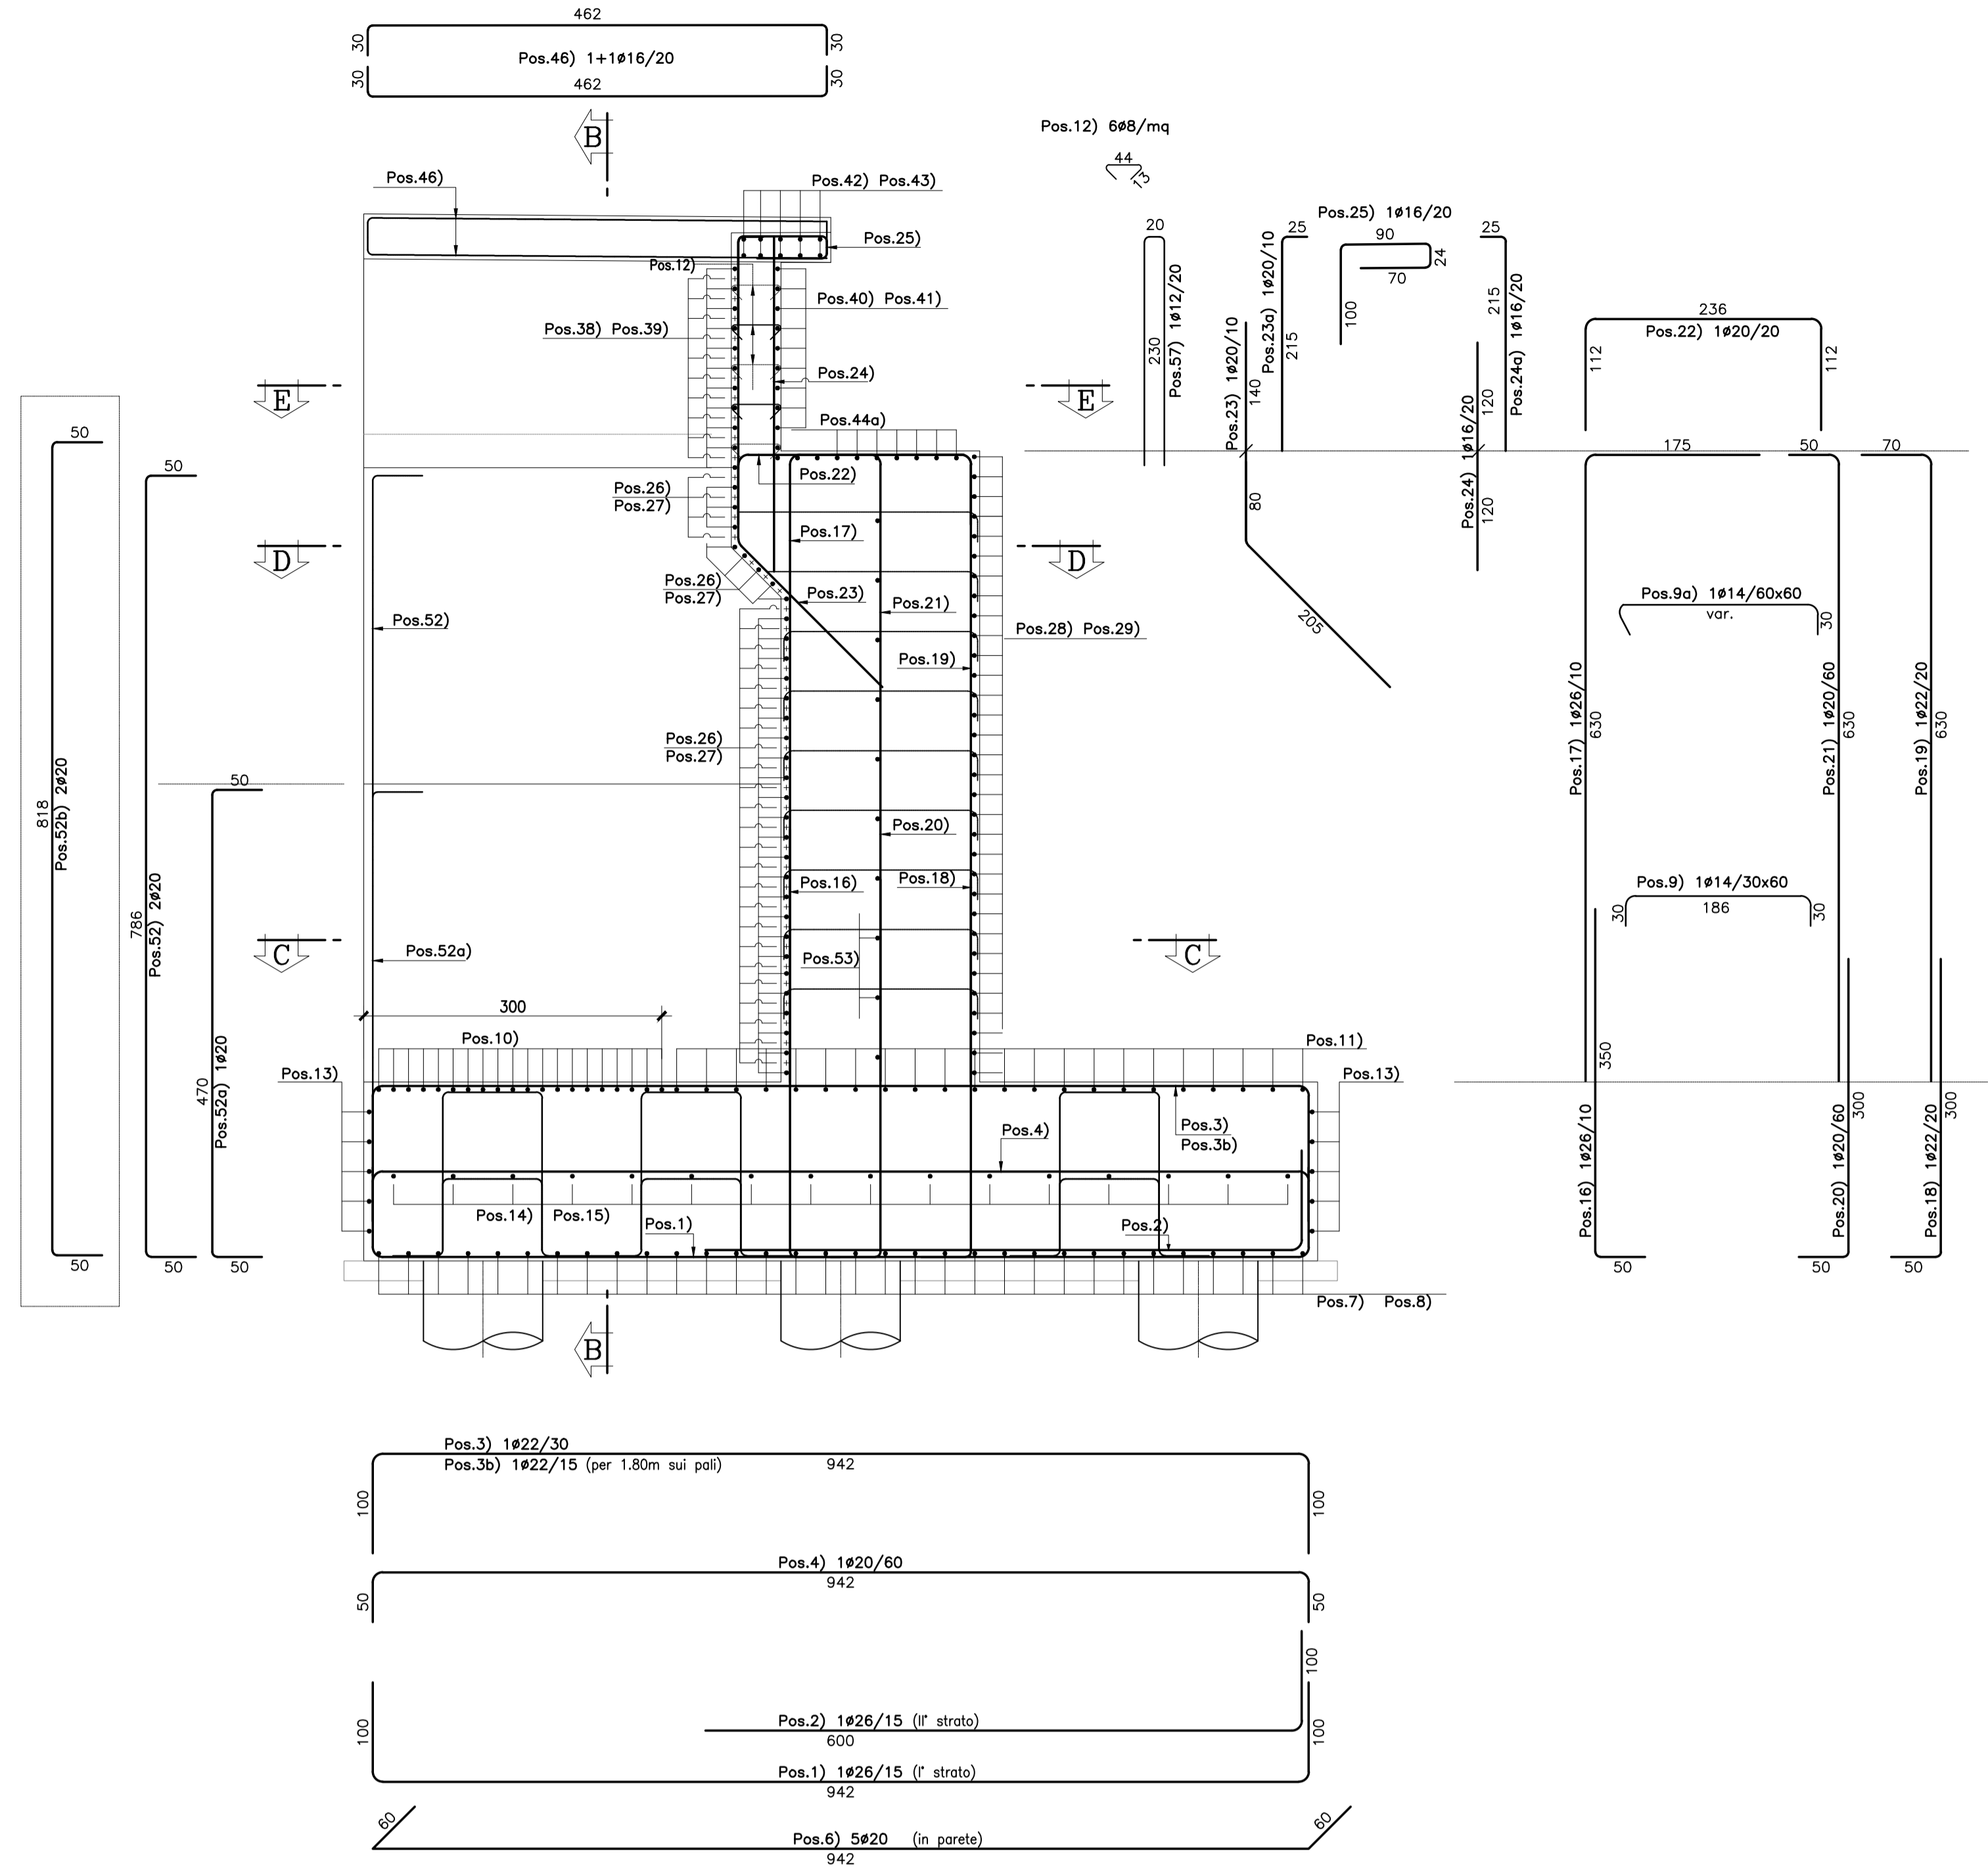 462
30
30
Pos.46) 1+1ø16/20
30
30
462
B
Pos.12) 6ø8/mq
44
13
Pos.46)
Pos.42) Pos.43)
Pos.25)
Pos.12)
Pos.40) Pos.41)
Pos.38) Pos.39)
Pos.24)
Pos.44a)
Pos.22)
Pos.26)
Pos.27)
Pos.17)
Pos.26)
Pos.27)
Pos.23)
Pos.21)
Pos.28) Pos.29)
Pos.19)
Pos.52)
Pos.26)
Pos.27)
Pos.20)
Pos.16)
Pos.18)
Pos.52a)
Pos.53)
300
Pos.10)
Pos.11)
Pos.13)
Pos.13)
Pos.3)
Pos.3b)
Pos.4)
Pos.14)
Pos.15)
Pos.1)
Pos.2)
Pos.7)
Pos.8)
E
E
D
D
C
C
B
50
818
Pos.52b) 2ø20
50
50
786
Pos.52) 2ø20
50
50
470
Pos.52a) 1ø20
50
20
230
Pos.57) 1ø12/20
Pos.23) 1ø20/10
140
80
205
25
Pos.23a) 1ø20/10
215
Pos.25) 1ø16/20
90
24
70
100
25
215
Pos.24a) 1ø16/20
Pos.24) 1ø16/20
120
120
236
Pos.22) 1ø20/20
112
112
175
50
70
Pos.9a) 1ø14/60x60
var.
30
Pos.17) 1ø26/10
630
Pos.21) 1ø20/60
630
Pos.19) 1ø22/20
630
Pos.9) 1ø14/30x60
30
186
30
350
Pos.16) 1ø26/10
50
300
Pos.20) 1ø20/60
50
300
Pos.18) 1ø22/20
50
Pos.3) 1ø22/30
Pos.3b) 1ø22/15 (per 1.80m sui pali)
942
100
100
Pos.4) 1ø20/60
942
50
50
100
Pos.2) 1ø26/15 (II° strato)
600
100
100
Pos.1) 1ø26/15 (I° strato)
942
60
60
Pos.6) 5ø20 (in parete)
942